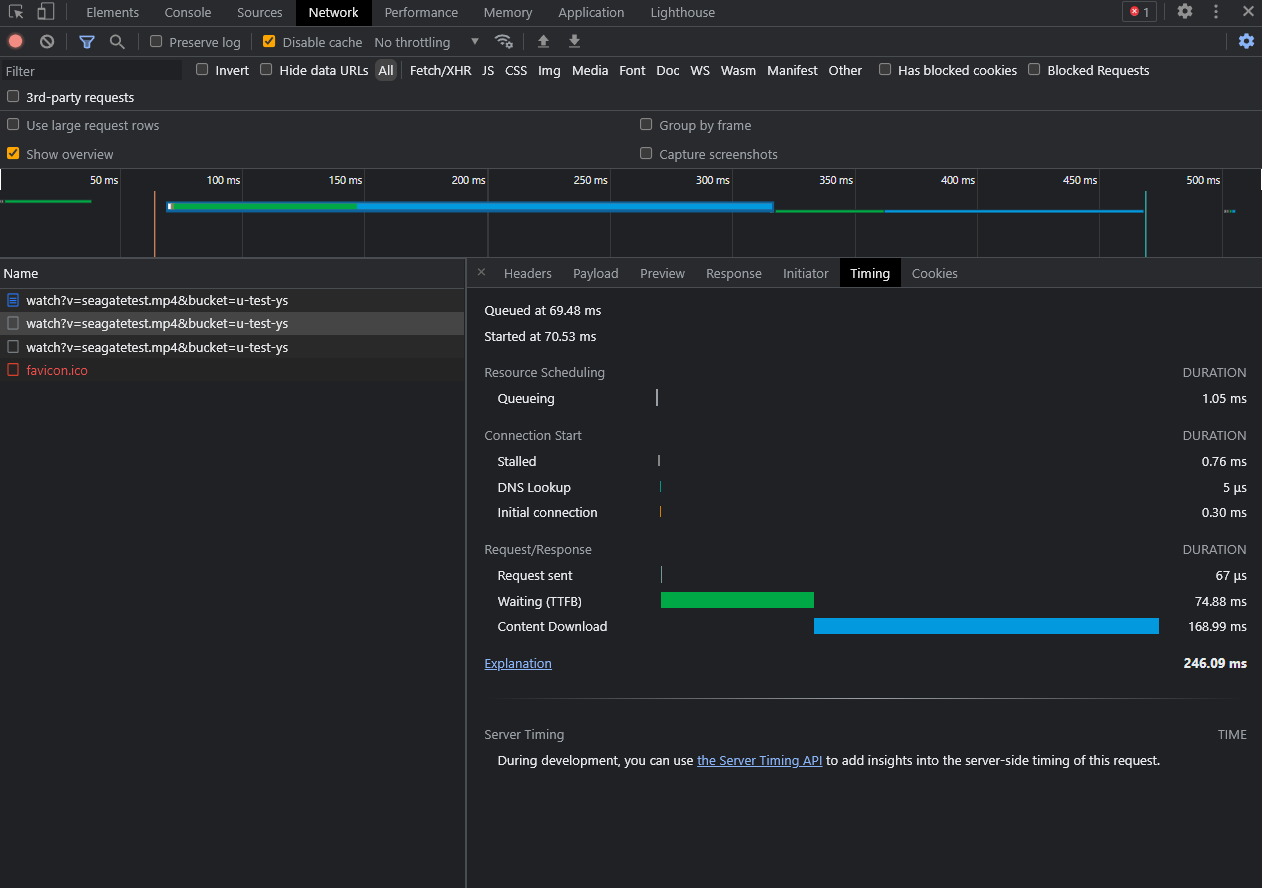 Elements Console Sources Network Performance Memory Application Lighthouse 1
Preserve log Disable cache No throttling
Filter Invert Hide data URLs All Fetch/XHR JS CSS Img Media Font Doc WS Wasm Manifest Other Has blocked cookies Blocked Requests
3rd-party requests
Use large request rows Group by frame
Show overview Capture screenshots
50 ms 100 ms 150 ms 200 ms 250 ms 300 ms 350 ms 400 ms 450 ms 500 ms
Name
watch?v=seagatetest.mp4&bucket=u-test-ys
watch?v=seagatetest.mp4&bucket=u-test-ys
watch?v=seagatetest.mp4&bucket=u-test-ys
favicon.ico
Headers Payload Preview Response Initiator Timing Cookies
Queued at 69.48 ms
Started at 70.53 ms
Resource Scheduling DURATION
Queueing 1.05 ms
Connection Start DURATION
Stalled 0.76 ms
DNS Lookup 5 μs
Initial connection 0.30 ms
Request/Response DURATION
Request sent 67 μs
Waiting (TTFB) 74.88 ms
Content Download 168.99 ms
Explanation 246.09 ms
Server Timing TIME
During development, you can use the Server Timing API to add insights into the server-side timing of this request.